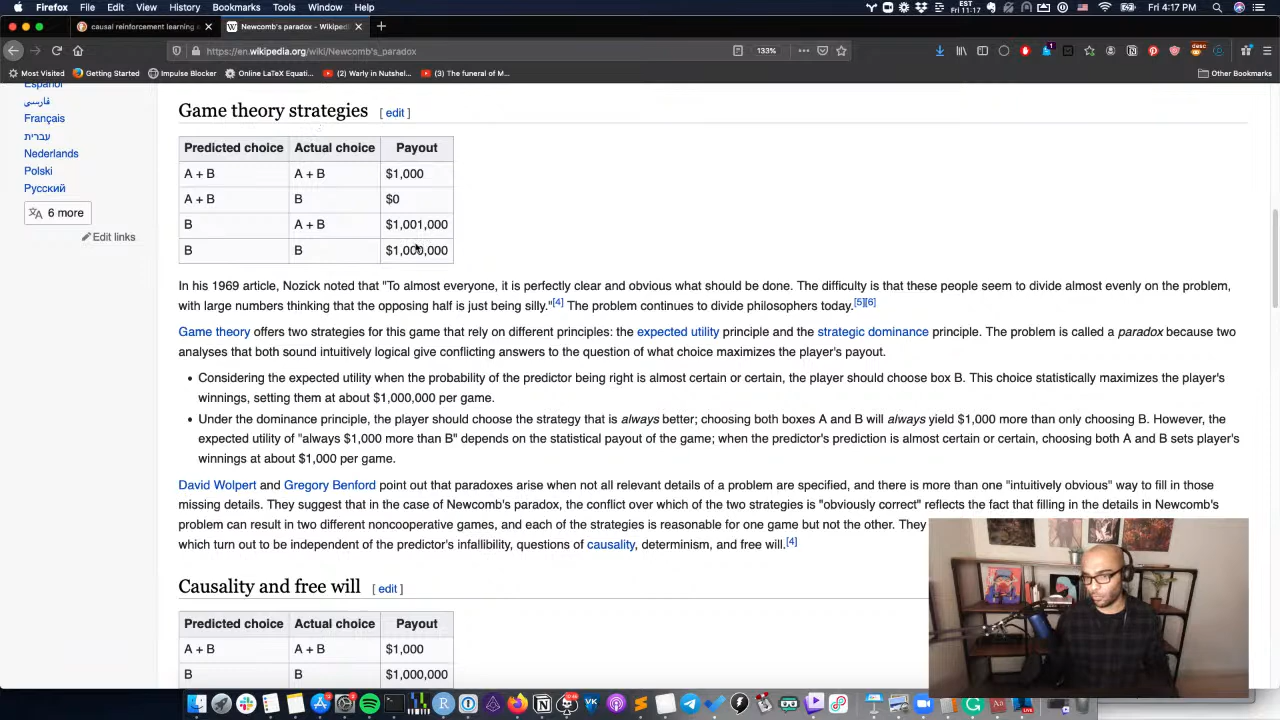 Firefox File Edit View History Bookmarks Tools Window Help
EST
Fri 11:17
Fri 4:17 PM
causal reinforcement learning
Newcomb's paradox - Wikipedi
https://en.wikipedia.org/wiki/Newcomb's_paradox
133%
Most Visited Getting Started Impulse Blocker Online LaTeX Equati... (2) Warly in Nutshel... (3) The funeral of M... Other Bookmarks
Español
فارسی
Français
עברית
Nederlands
Polski
Русский
6 more
Edit links
Game theory strategies [ edit ]
Predicted choice Actual choice Payout
A + B A + B $1,000
A + B B $0
B A + B $1,001,000
B B $1,000,000
In his 1969 article, Nozick noted that "To almost everyone, it is perfectly clear and obvious what should be done. The difficulty is that these people seem to divide almost evenly on the problem,
with large numbers thinking that the opposing half is just being silly."[4] The problem continues to divide philosophers today.[5][6]
Game theory offers two strategies for this game that rely on different principles: the expected utility principle and the strategic dominance principle. The problem is called a paradox because two
analyses that both sound intuitively logical give conflicting answers to the question of what choice maximizes the player's payout.
• Considering the expected utility when the probability of the predictor being right is almost certain or certain, the player should choose box B. This choice statistically maximizes the player's
winnings, setting them at about $1,000,000 per game.
• Under the dominance principle, the player should choose the strategy that is always better; choosing both boxes A and B will always yield $1,000 more than only choosing B. However, the
expected utility of "always $1,000 more than B" depends on the statistical payout of the game; when the predictor's prediction is almost certain or certain, choosing both A and B sets player's
winnings at about $1,000 per game.
David Wolpert and Gregory Benford point out that paradoxes arise when not all relevant details of a problem are specified, and there is more than one "intuitively obvious" way to fill in those
missing details. They suggest that in the case of Newcomb's paradox, the conflict over which of the two strategies is "obviously correct" reflects the fact that filling in the details in Newcomb's
problem can result in two different noncooperative games, and each of the strategies is reasonable for one game but not the other. They
which turn out to be independent of the predictor's infallibility, questions of causality, determinism, and free will.[4]
Causality and free will [ edit ]
Predicted choice Actual choice Payout
A + B A + B $1,000
B B $1,000,000